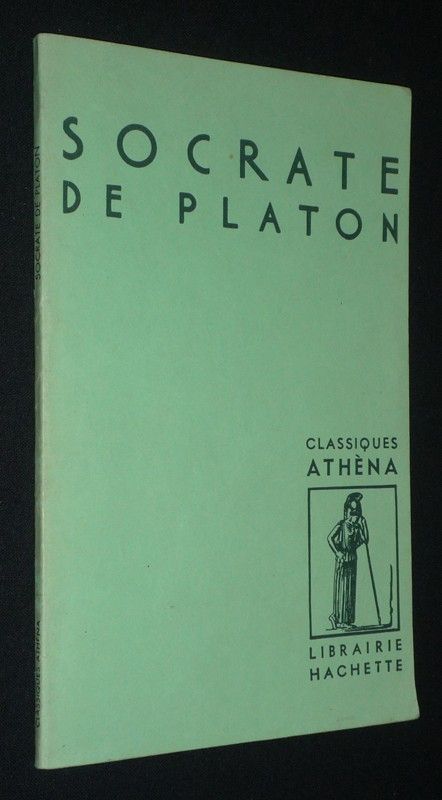 SOCRATE
DE PLATON
CLASSIQUES
ATHÈNA
LIBRAIRIE
HACHETTE
SOCRATE DE PLATON
CLASSIQUES ATHÈNA